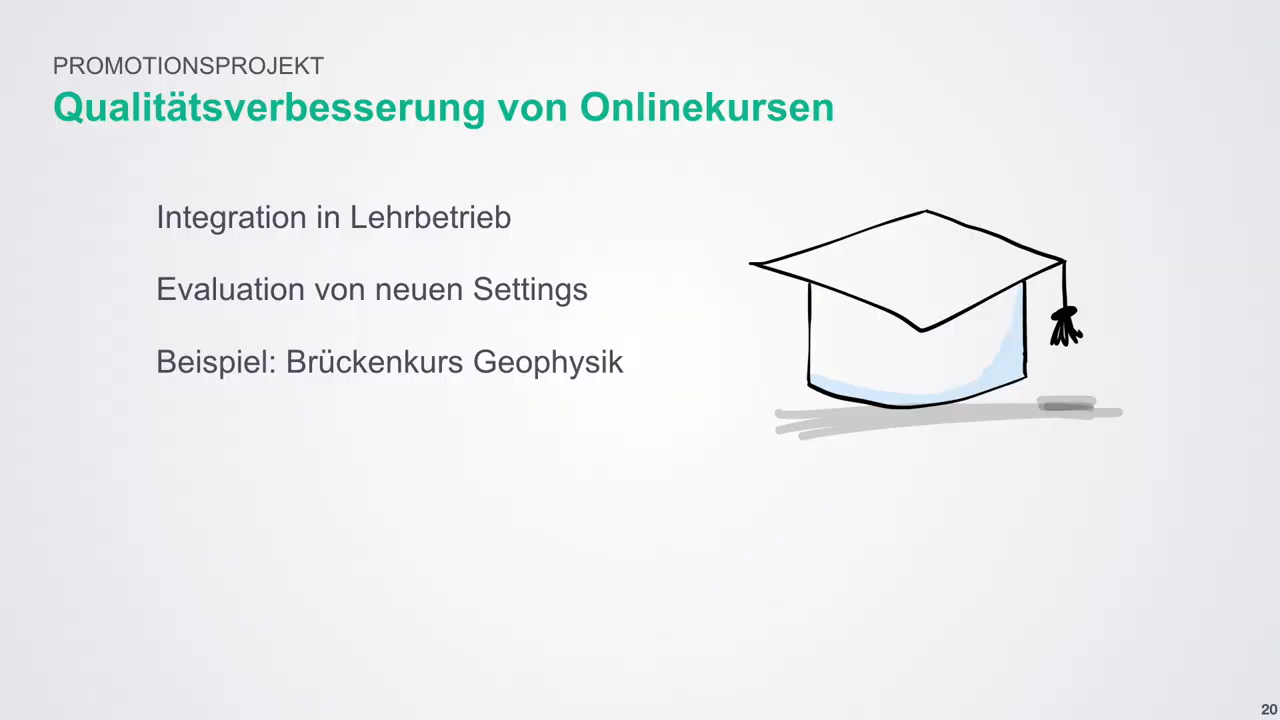 PROMOTIONSPROJEKT
Qualitätsverbesserung von Onlinekursen
Integration in Lehrbetrieb
Evaluation von neuen Settings
Beispiel: Brückenkurs Geophysik
20